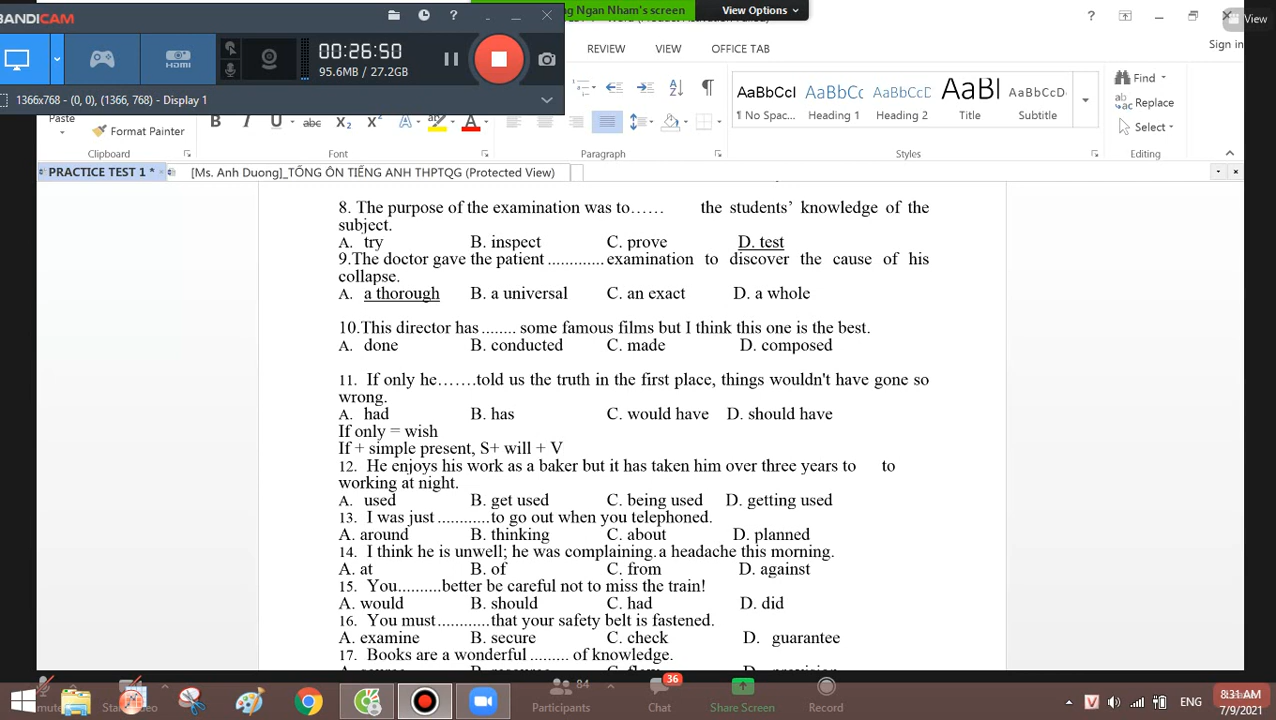 BANDICAM
ng Ngan Nham's screen
View Options
00:26:50
95.6MB / 27.2GB
1366x768 - (0, 0), (1366, 768) - Display 1
REVIEW VIEW OFFICE TAB
View
Sign in
Paste
Format Painter
Clipboard
Font
Paragraph
AaBbCcI
¶ No Spac...
AaBbCc
Heading 1
AaBbCcD
Heading 2
AaBl
Title
AaBbCcD
Subtitle
Styles
Find
Replace
Select
Editing
PRACTICE TEST 1 *
[Ms. Anh Duong]_TỔNG ÔN TIẾNG ANH THPTQG (Protected View)
8. The purpose of the examination was to…… the students’ knowledge of the
subject.
A. try B. inspect C. prove D. test
9.The doctor gave the patient ............. examination to discover the cause of his
collapse.
A. a thorough B. a universal C. an exact D. a whole
10.This director has........ some famous films but I think this one is the best.
A. done B. conducted C. made D. composed
11. If only he…….told us the truth in the first place, things wouldn't have gone so
wrong.
A. had B. has C. would have D. should have
If only = wish
If + simple present, S+ will + V
12. He enjoys his work as a baker but it has taken him over three years to to
working at night.
A. used B. get used C. being used D. getting used
13. I was just ............to go out when you telephoned.
A. around B. thinking C. about D. planned
14. I think he is unwell; he was complaining.a headache this morning.
A. at B. of C. from D. against
15. You..........better be careful not to miss the train!
A. would B. should C. had D. did
16. You must............that your safety belt is fastened.
A. examine B. secure C. check D. guarantee
17. Books are a wonderful ......... of knowledge.
Participants
84
Chat
36
Share Screen
Record
ENG
8:31 AM
7/9/2021